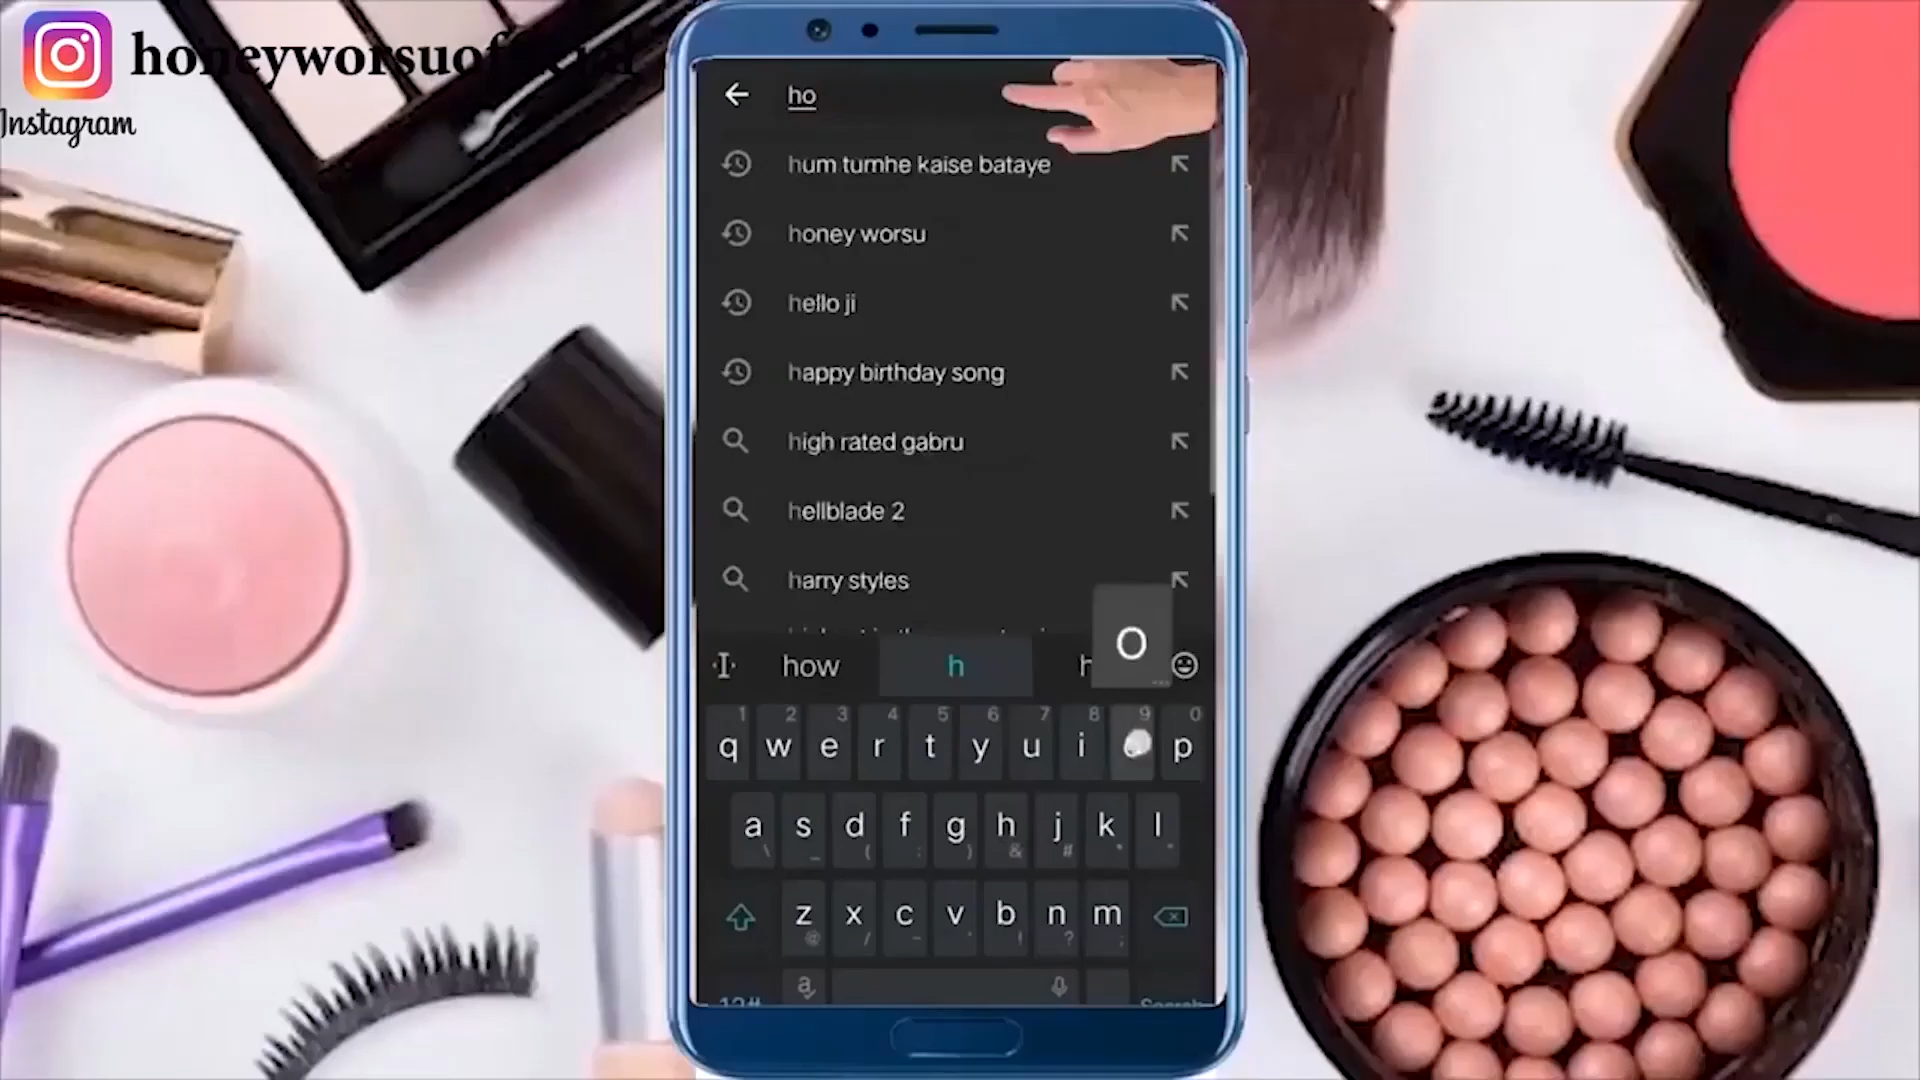 honeyworsuofficial
Instagram
ho
hum tumhe kaise bataye
honey worsu
hello ji
happy birthday song
high rated gabru
hellblade 2
harry styles
how h
O
1 2 3 4 5 6 7 8 9 0
q w e r t y u i p
a s d f g h j k l
z x c v b n m
Search